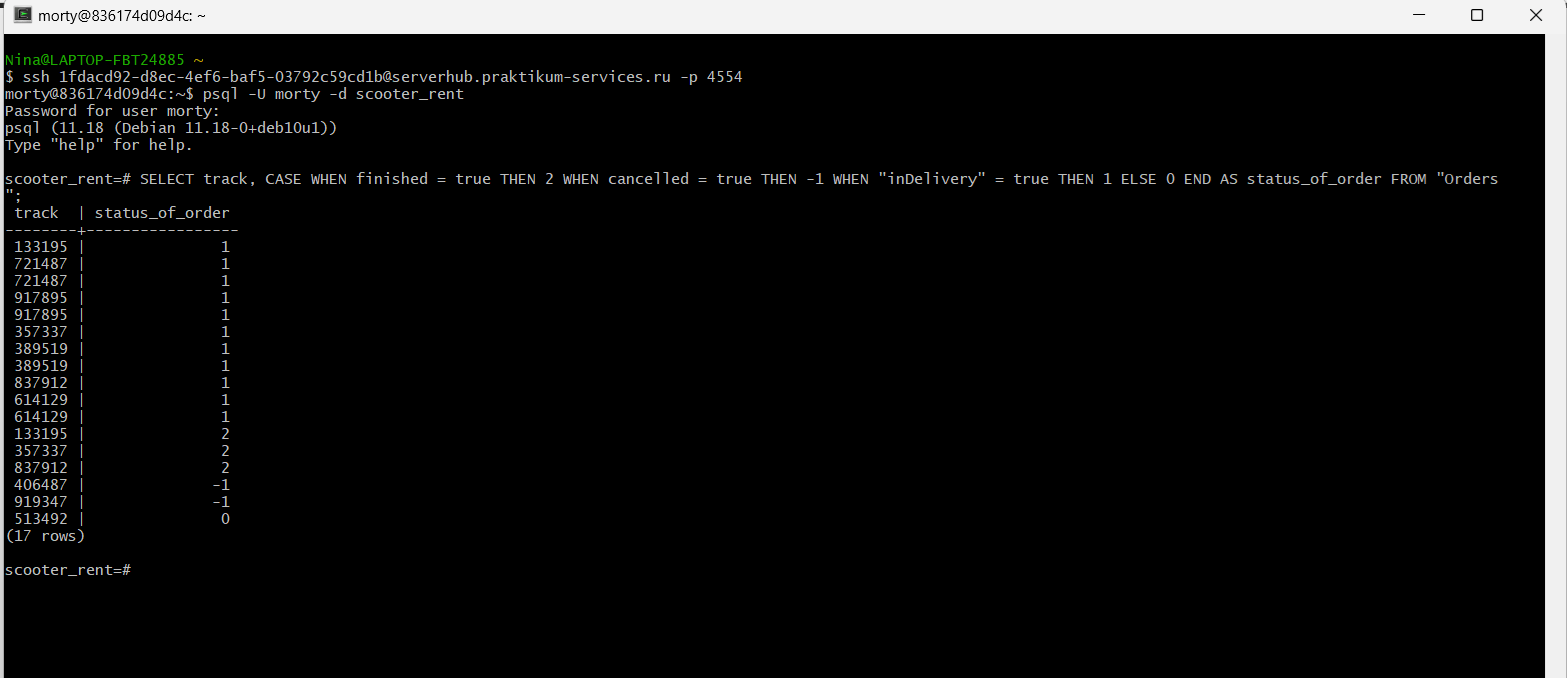 morty@836174d09d4c: ~
Nina@LAPTOP-FBT24885 ~
$ ssh 1fdacd92-d8ec-4ef6-baf5-03792c59cd1b@serverhub.praktikum-services.ru -p 4554
morty@836174d09d4c:~$ psql -U morty -d scooter_rent
Password for user morty:
psql (11.18 (Debian 11.18-0+deb10u1))
Type "help" for help.
scooter_rent=# SELECT track, CASE WHEN finished = true THEN 2 WHEN cancelled = true THEN -1 WHEN "inDelivery" = true THEN 1 ELSE 0 END AS status_of_order FROM "Orders
";
 track  | status_of_order
--------+-----------------
 133195 |               1
 721487 |               1
 721487 |               1
 917895 |               1
 917895 |               1
 357337 |               1
 389519 |               1
 389519 |               1
 837912 |               1
 614129 |               1
 614129 |               1
 133195 |               2
 357337 |               2
 837912 |               2
 406487 |              -1
 919347 |              -1
 513492 |               0
(17 rows)
scooter_rent=#